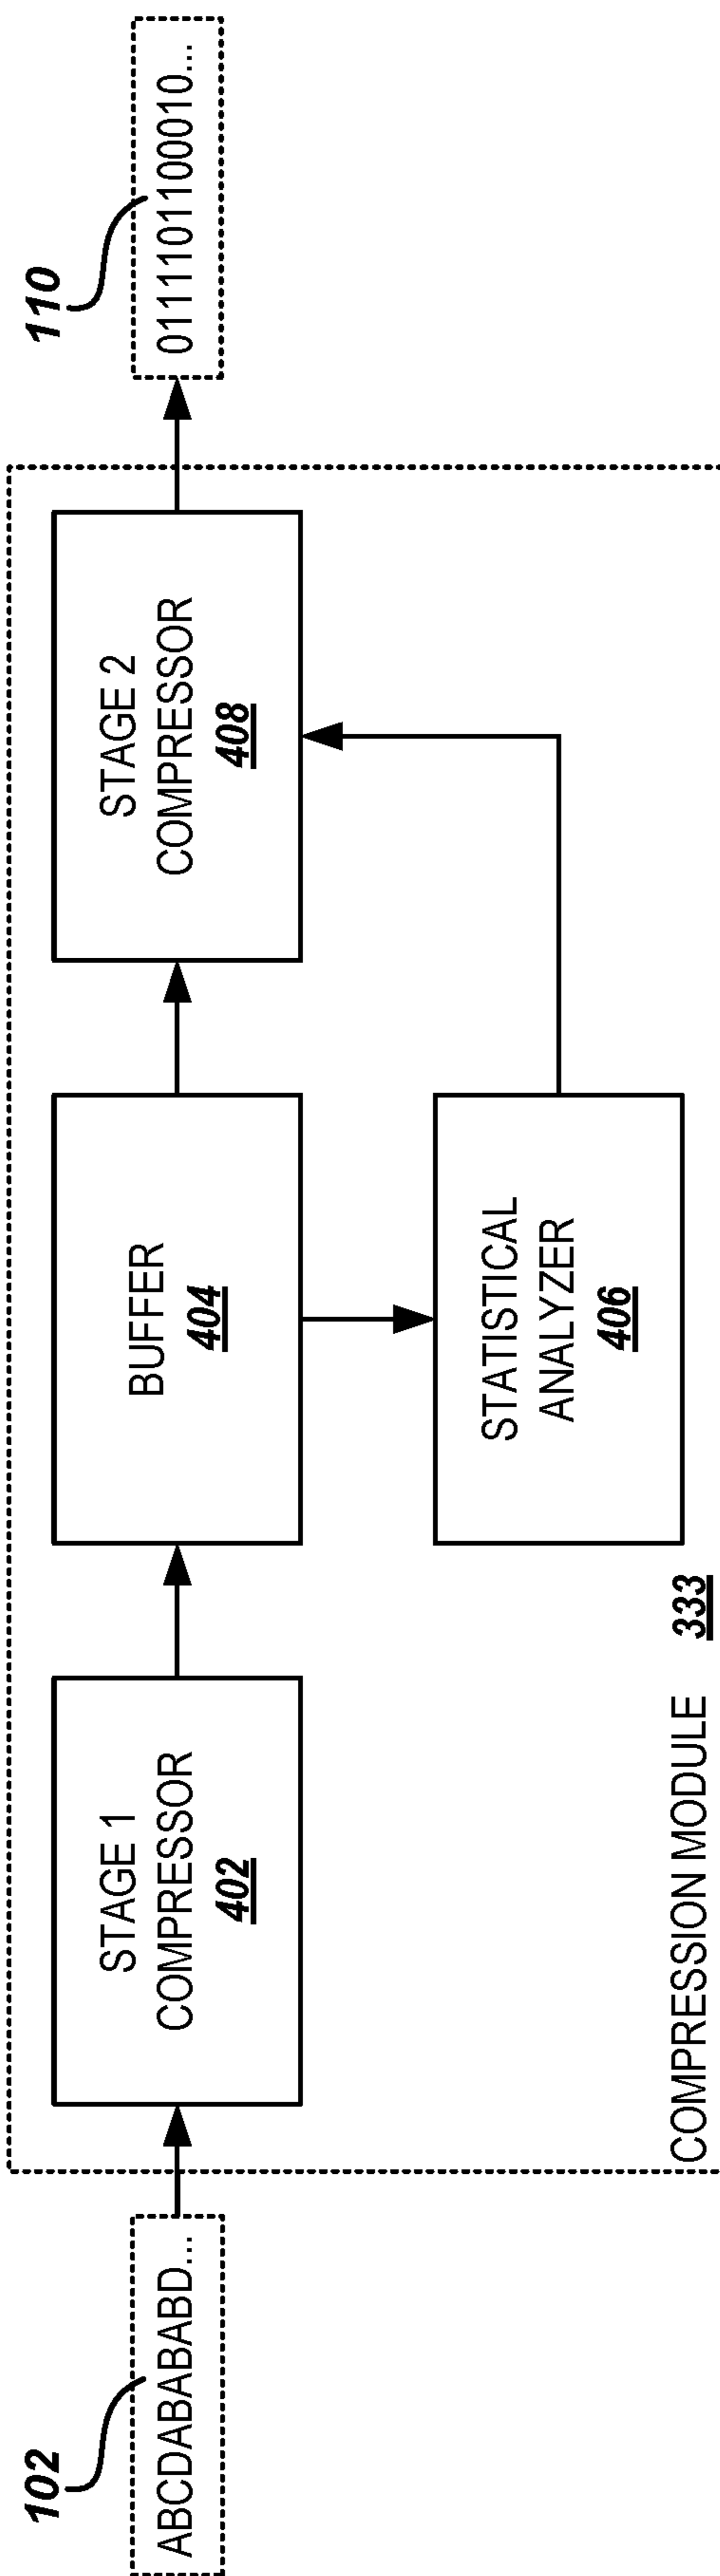 102
110
ABCDABABABD...
STAGE 1
COMPRESSOR
402
BUFFER
404
STAGE 2
COMPRESSOR
408
0111101100010...
STATISTICAL
ANALYZER
406
COMPRESSION MODULE 333